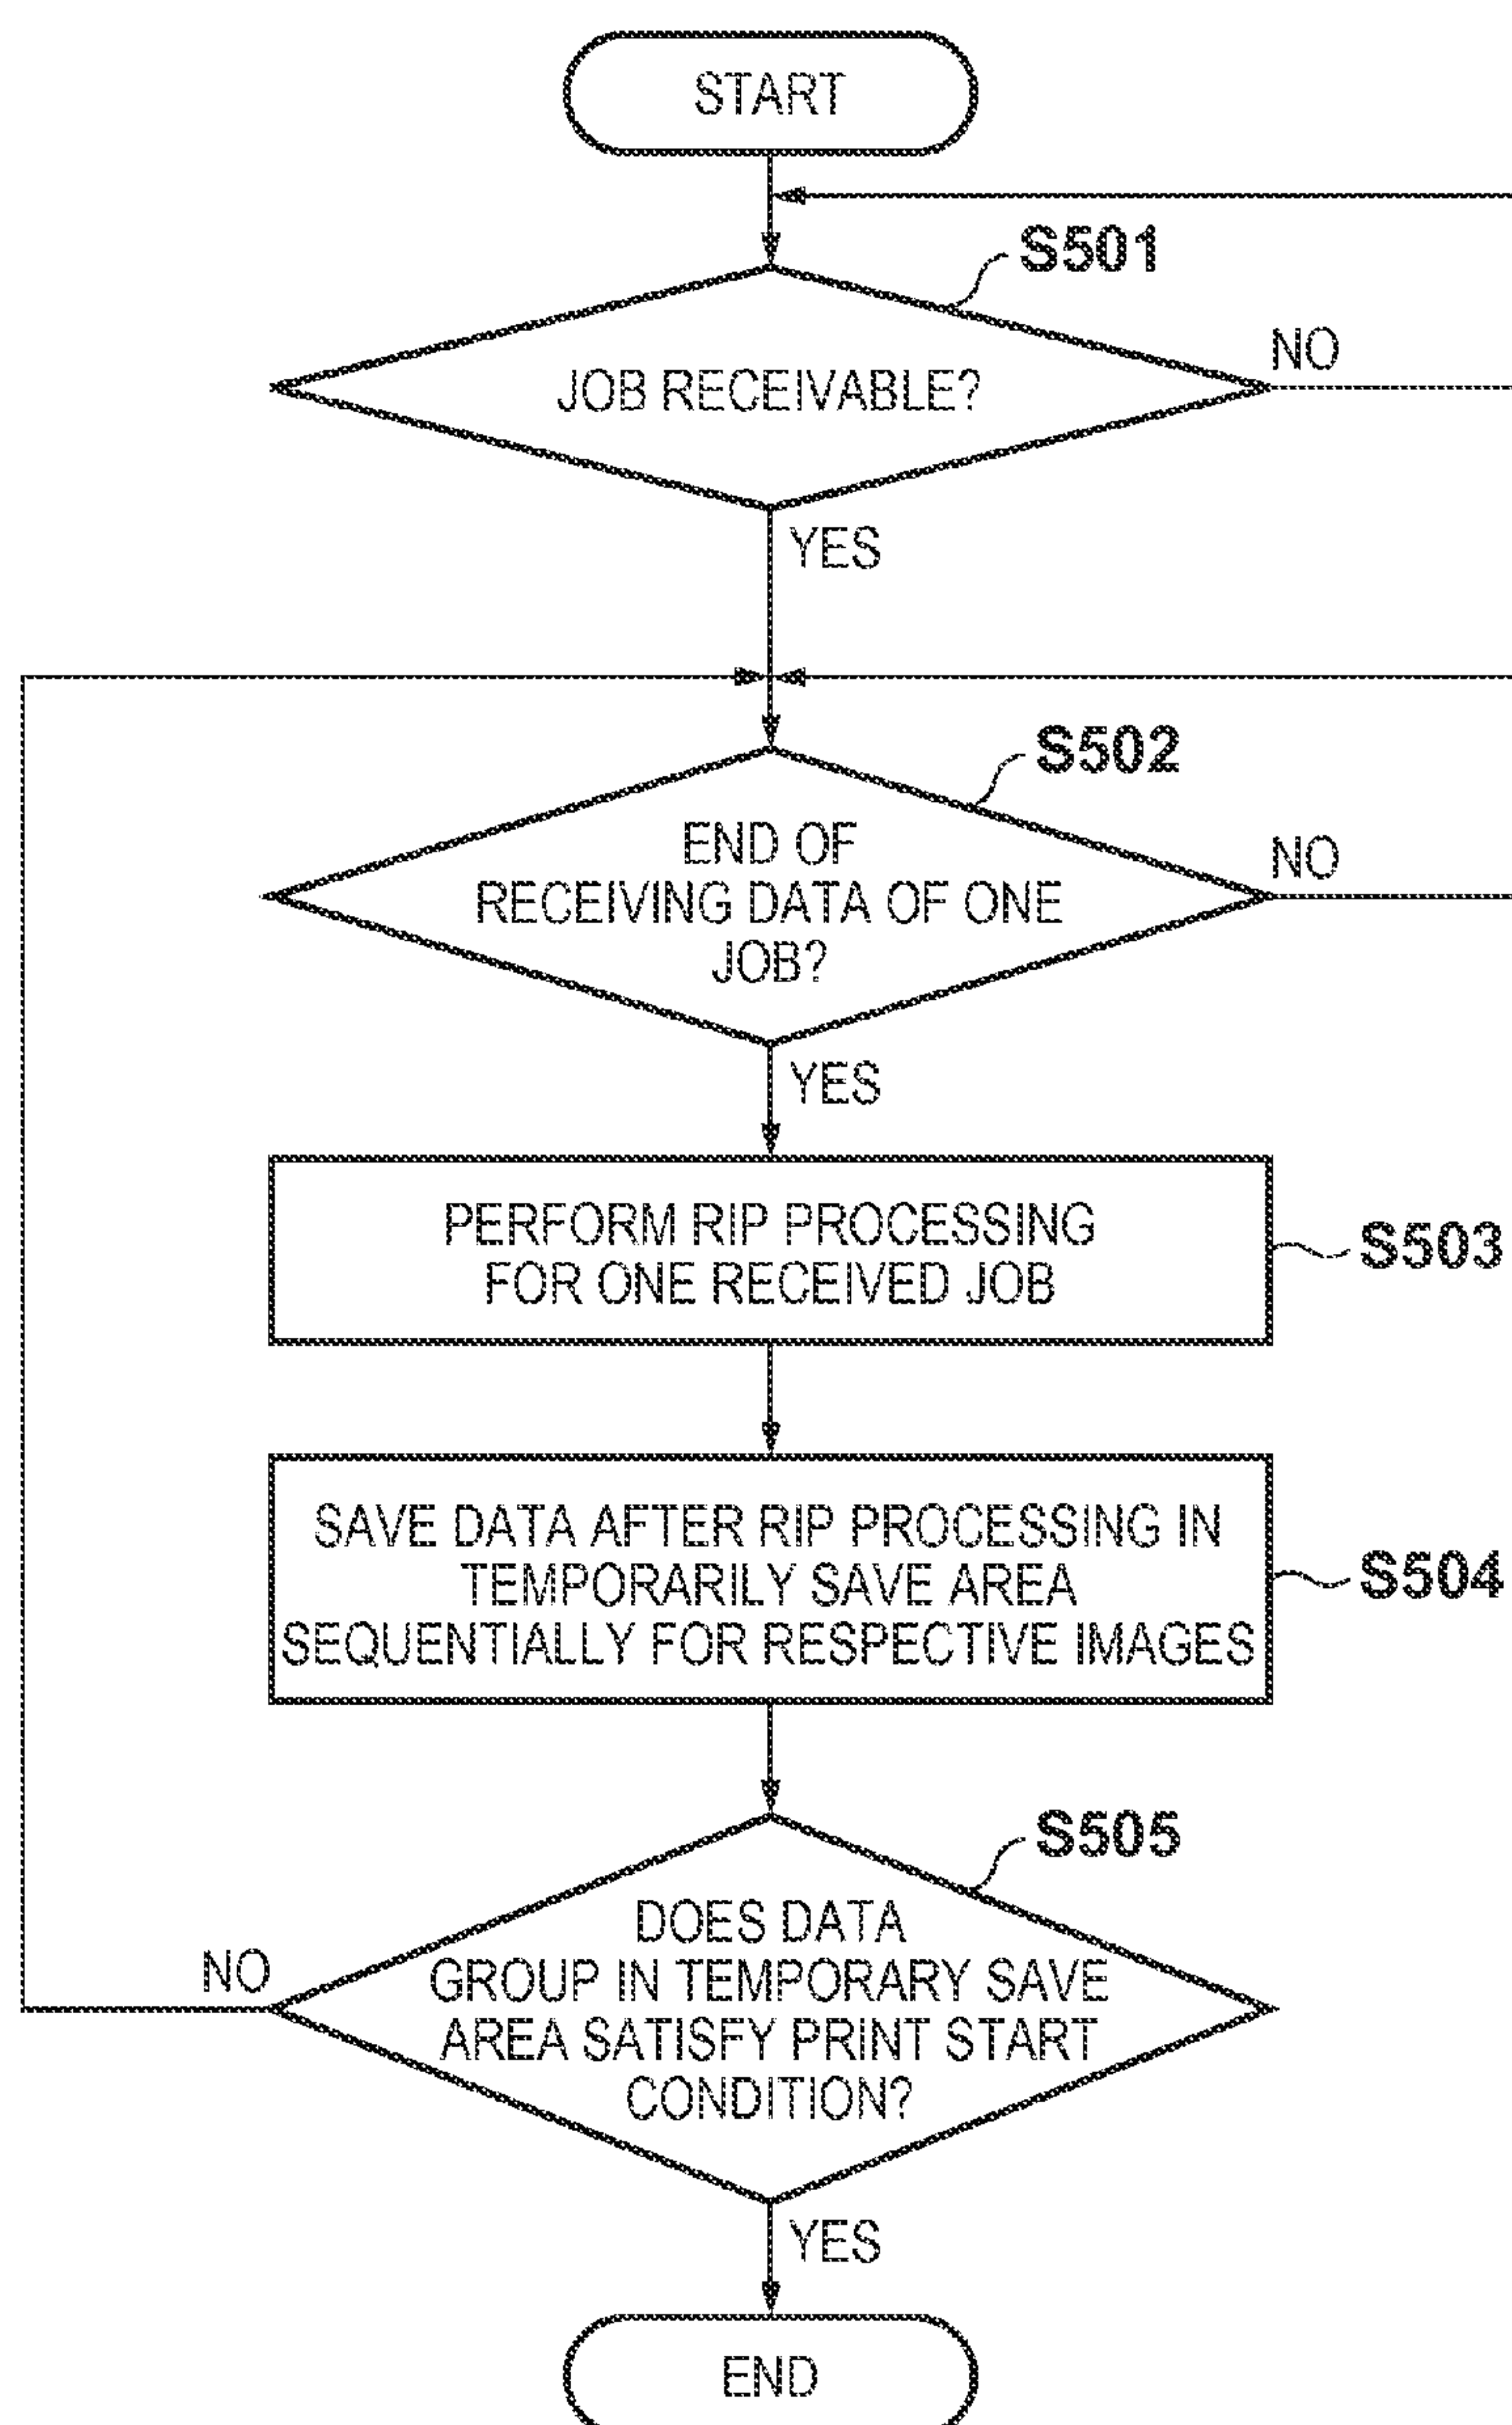 START
S501
JOB RECEIVABLE?
NO
YES
S502
END OF
RECEIVING DATA OF ONE
JOB?
NO
YES
PERFORM RIP PROCESSING
FOR ONE RECEIVED JOB
S503
SAVE DATA AFTER RIP PROCESSING IN
TEMPORARILY SAVE AREA
SEQUENTIALLY FOR RESPECTIVE IMAGES
S504
S505
DOES DATA
GROUP IN TEMPORARY SAVE
AREA SATISFY PRINT START
CONDITION?
NO
YES
END